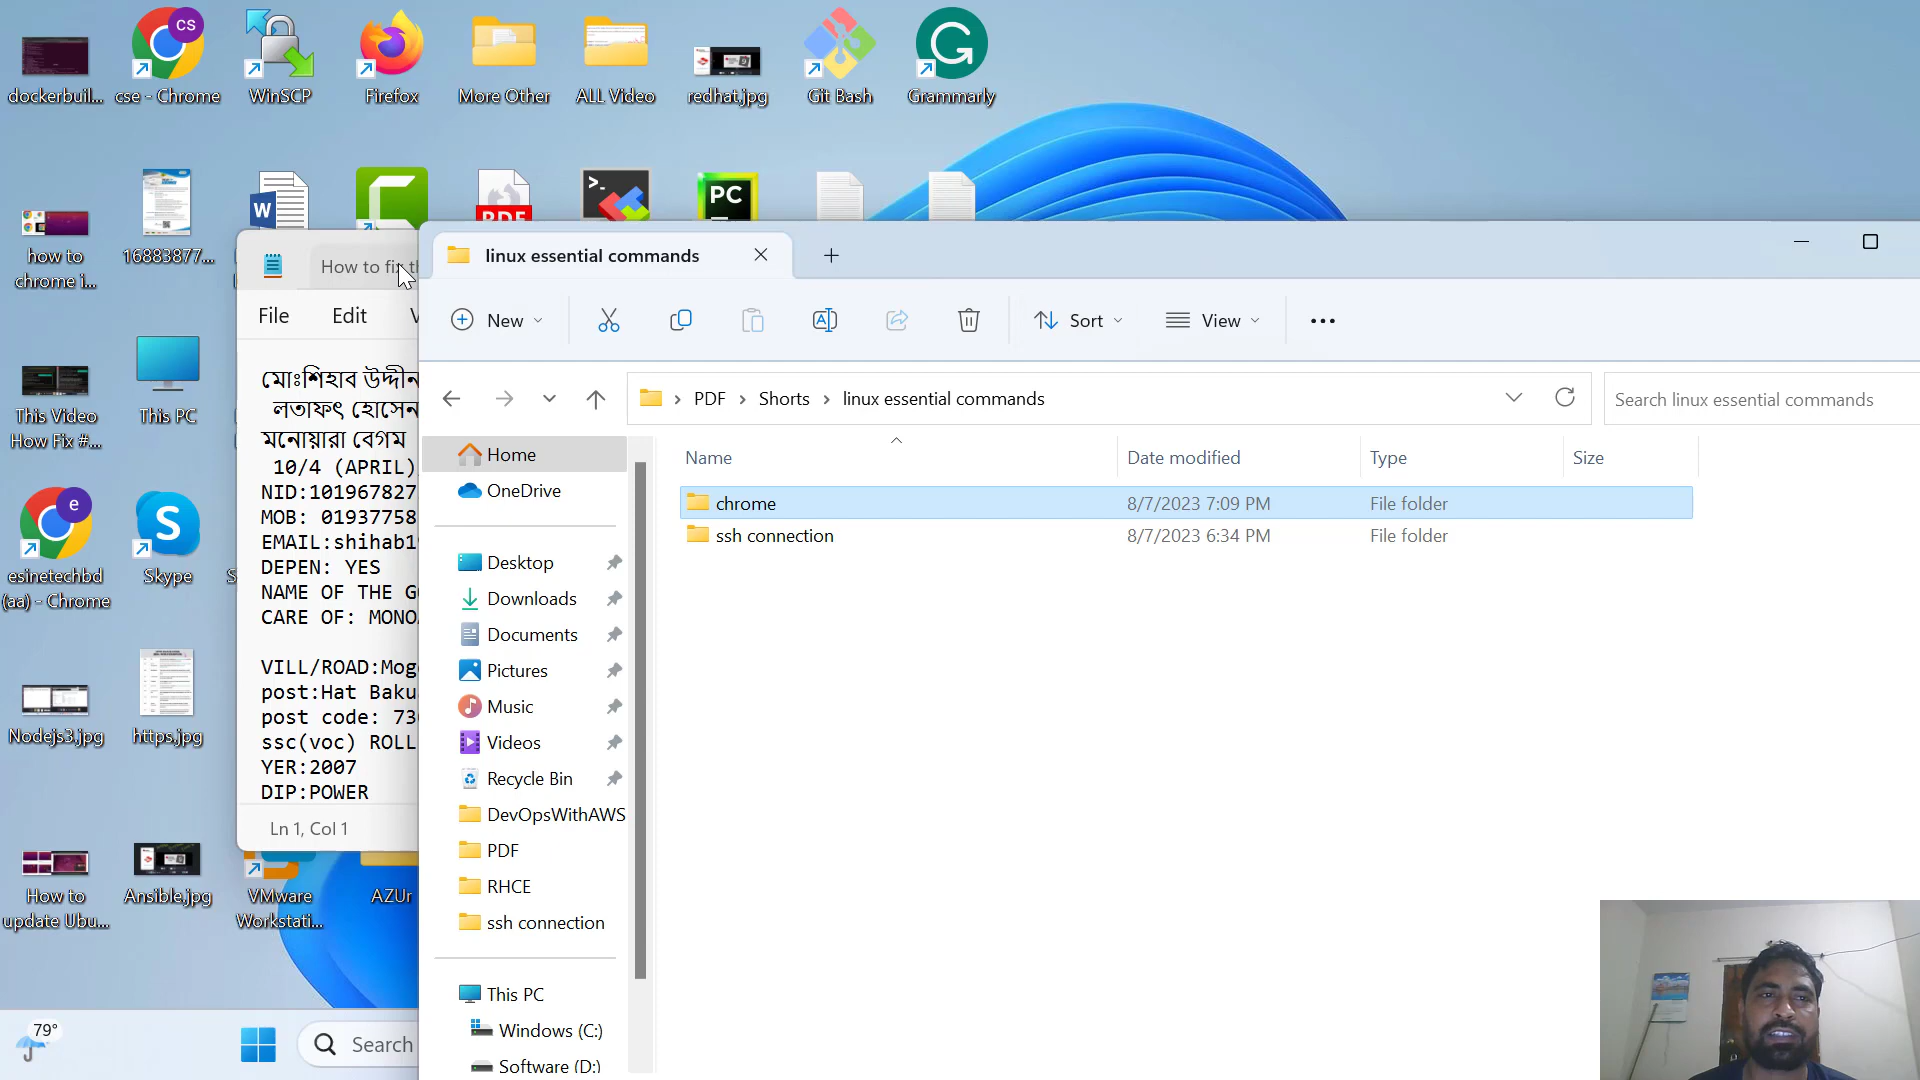 dockerbuil...
cse - Chrome
WinSCP
Firefox
More Other
ALL Video
redhat.jpg
Git Bash
Grammarly
how to
chrome i...
16883877...
W
PDF
PC
linux essential commands
How to fix th
File Edit V
New
Sort
View
PDF Shorts linux essential commands
Search linux essential commands
Name Date modified Type Size
chrome 8/7/2023 7:09 PM File folder
ssh connection 8/7/2023 6:34 PM File folder
Home
OneDrive
Desktop
Downloads
Documents
Pictures
Music
Videos
Recycle Bin
DevOpsWithAWS
PDF
RHCE
ssh connection
This PC
Windows (C:)
Software (D:)
মোঃশিহাব উদ্দীন
লতাফৎ হোসেন
মনোয়ারা বেগম
10/4 (APRIL)
NID:101967827
MOB: 01937758
EMAIL:shihab1
DEPEN: YES
NAME OF THE G
CARE OF: MONO
VILL/ROAD:Mog
post:Hat Baku
post code: 73
ssc(voc) ROLL
YER:2007
DIP:POWER
Ln 1, Col 1
This Video
How Fix #...
This PC
esinetechbd
(aa) - Chrome
Skype
S
Nodejs3.jpg
https.jpg
How to
update Ubu...
Ansible.jpg
VMware
Workstati...
AZUr
79°
Search